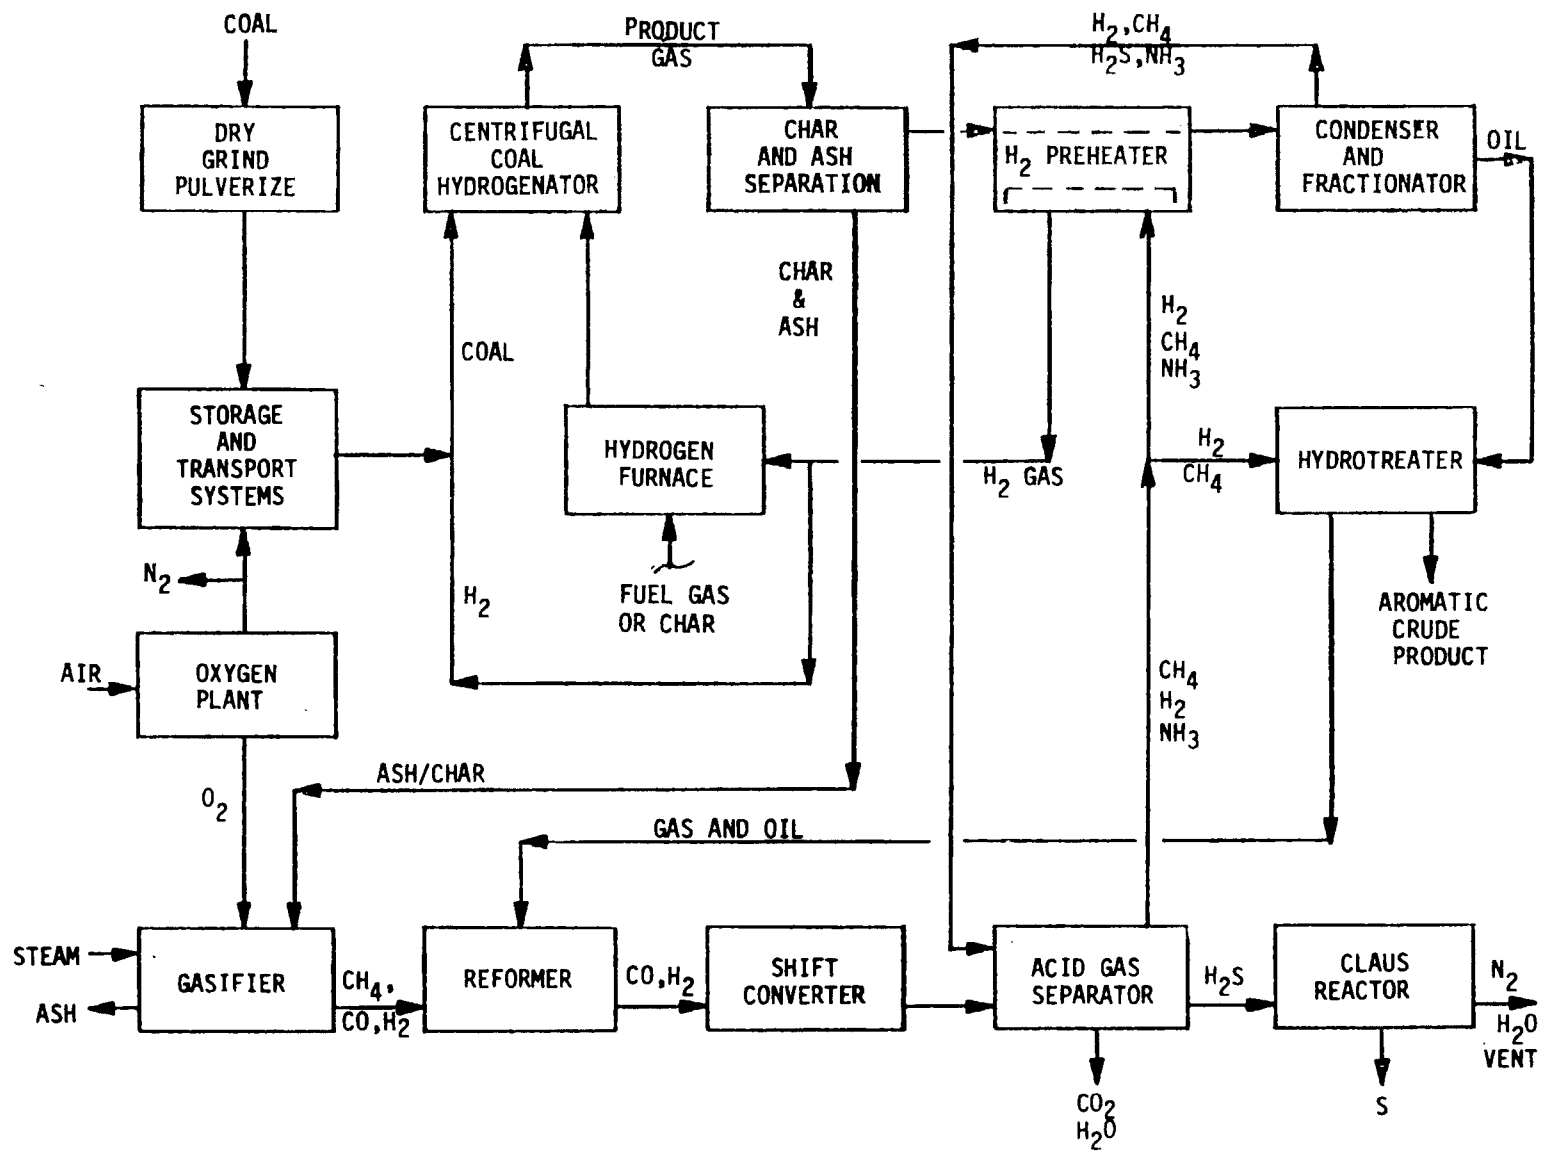 COAL
PRODUCT
GAS
H2,CH4
H2S,NH3
DRY
GRIND
PULVERIZE
CENTRIFUGAL
COAL
HYDROGENATOR
CHAR
AND ASH
SEPARATION
H2 PREHEATER
CONDENSER
AND
FRACTIONATOR
OIL
CHAR
&
ASH
H2
CH4
NH3
COAL
STORAGE
AND
TRANSPORT
SYSTEMS
HYDROGEN
FURNACE
H2 GAS
H2
CH4
HYDROTREATER
N2
H2
FUEL GAS
OR CHAR
AROMATIC
CRUDE
PRODUCT
AIR
OXYGEN
PLANT
CH4
H2
NH3
ASH/CHAR
O2
GAS AND OIL
STEAM
ASH
GASIFIER
CH4,
CO,H2
REFORMER
CO,H2
SHIFT
CONVERTER
ACID GAS
SEPARATOR
H2S
CLAUS
REACTOR
N2
H2O
VENT
CO2
H2O
S